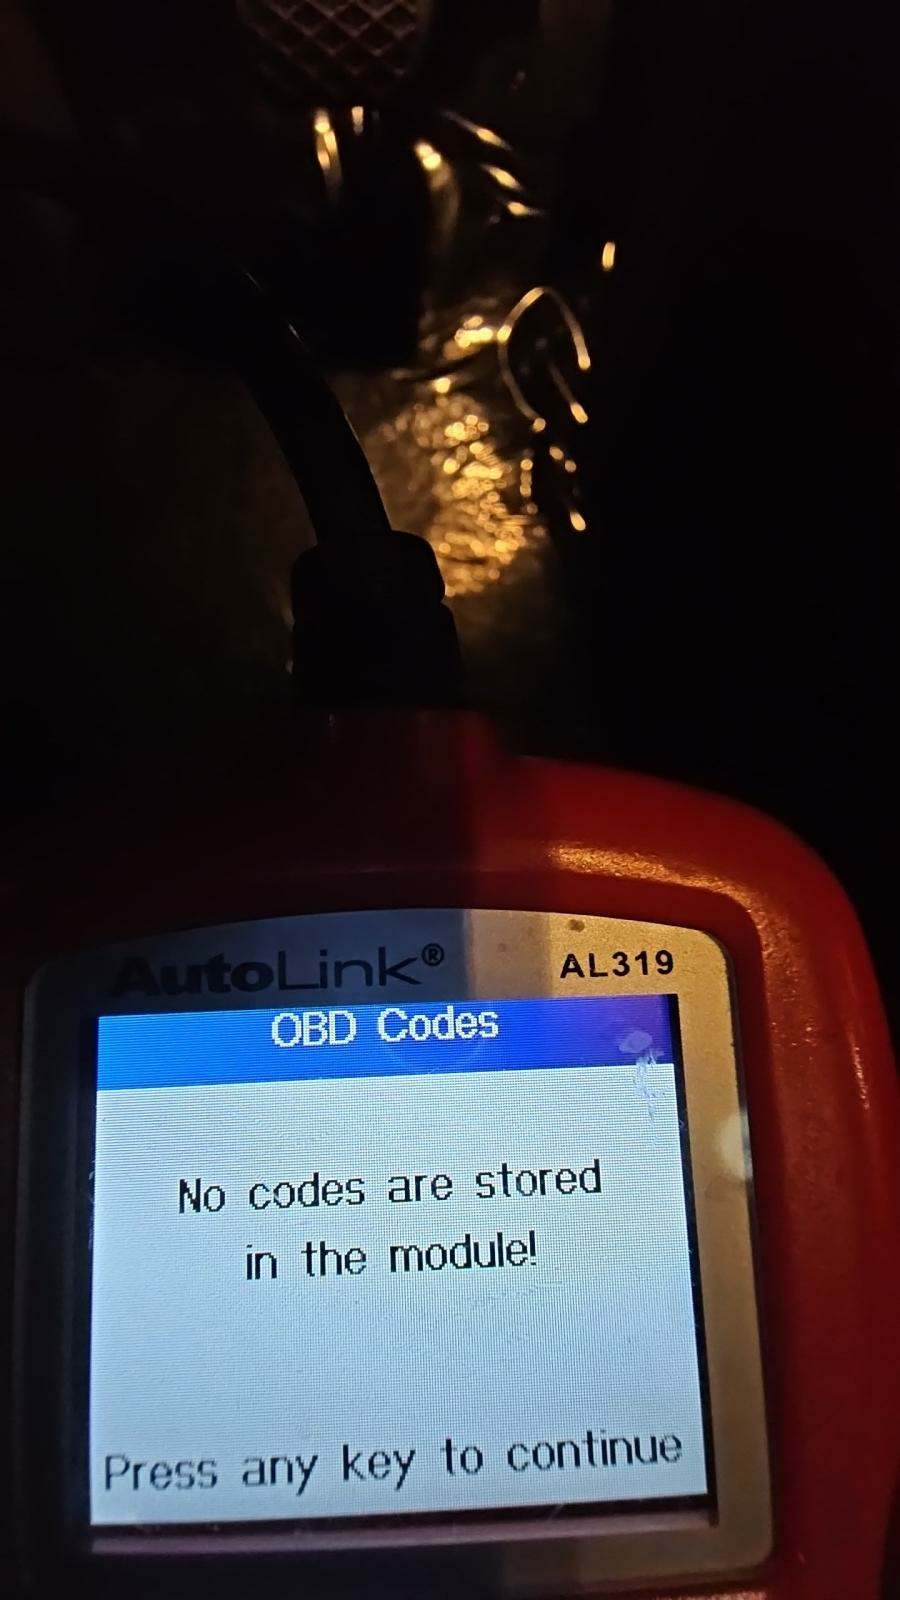 AutoLink®
AL319
OBD Codes
No codes are stored
in the module!
Press any key to continue